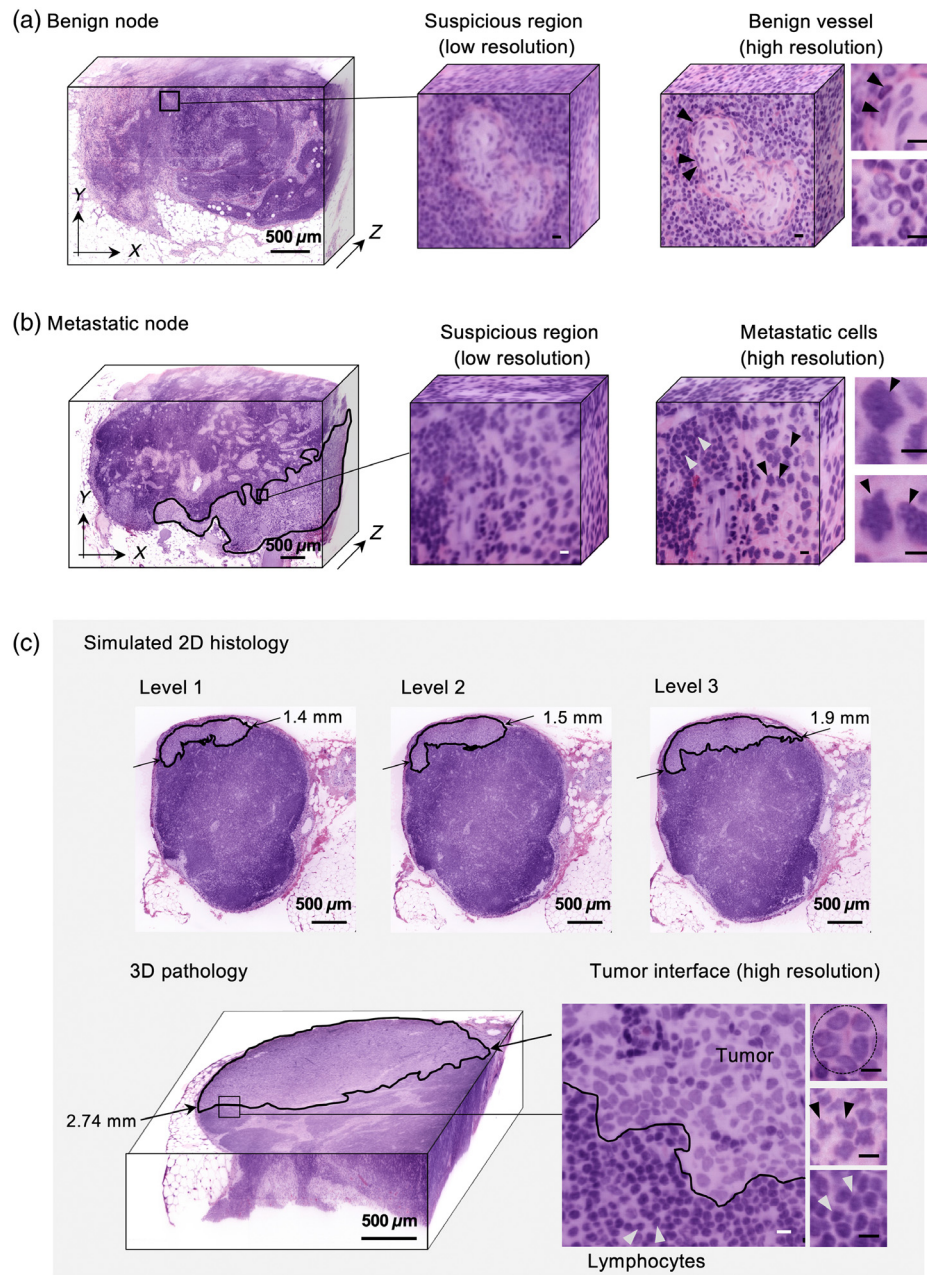 (a) Benign node
Suspicious region
(low resolution)
Benign vessel
(high resolution)
Y
X
500 µm
Z
(b) Metastatic node
Suspicious region
(low resolution)
Metastatic cells
(high resolution)
Y
X
500 µm
Z
(c)
Simulated 2D histology
Level 1
Level 2
Level 3
1.4 mm
1.5 mm
1.9 mm
500 µm
500 µm
500 µm
3D pathology
Tumor interface (high resolution)
Tumor
2.74 mm
500 µm
Lymphocytes